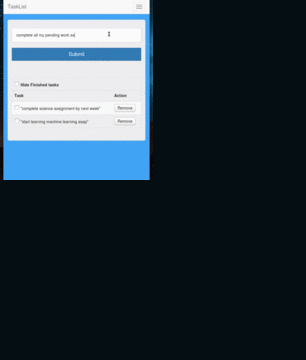 TaskList
complete all my pending work as
Submit
Hide Finished tasks
Task Action
"complete science assignment by next week" Remove
"start learning machine learning asap" Remove